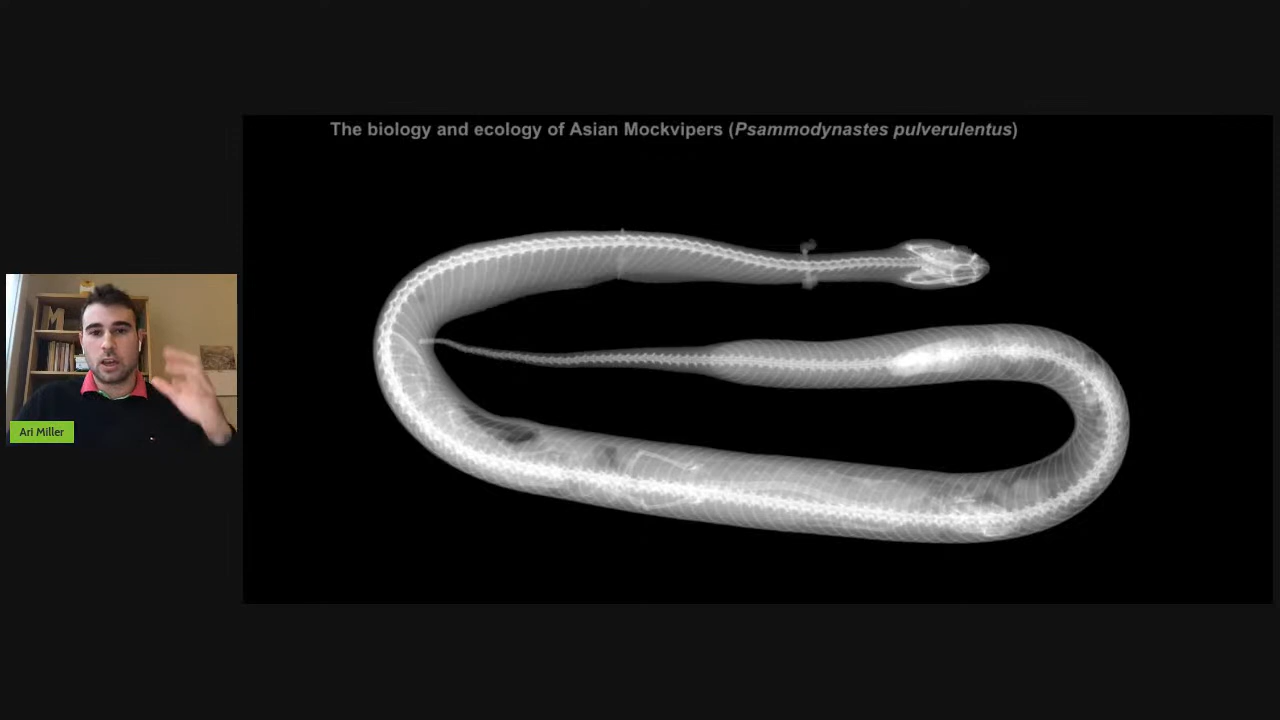 The biology and ecology of Asian Mockvipers (Psammodynastes pulverulentus)
M
Ari Miller